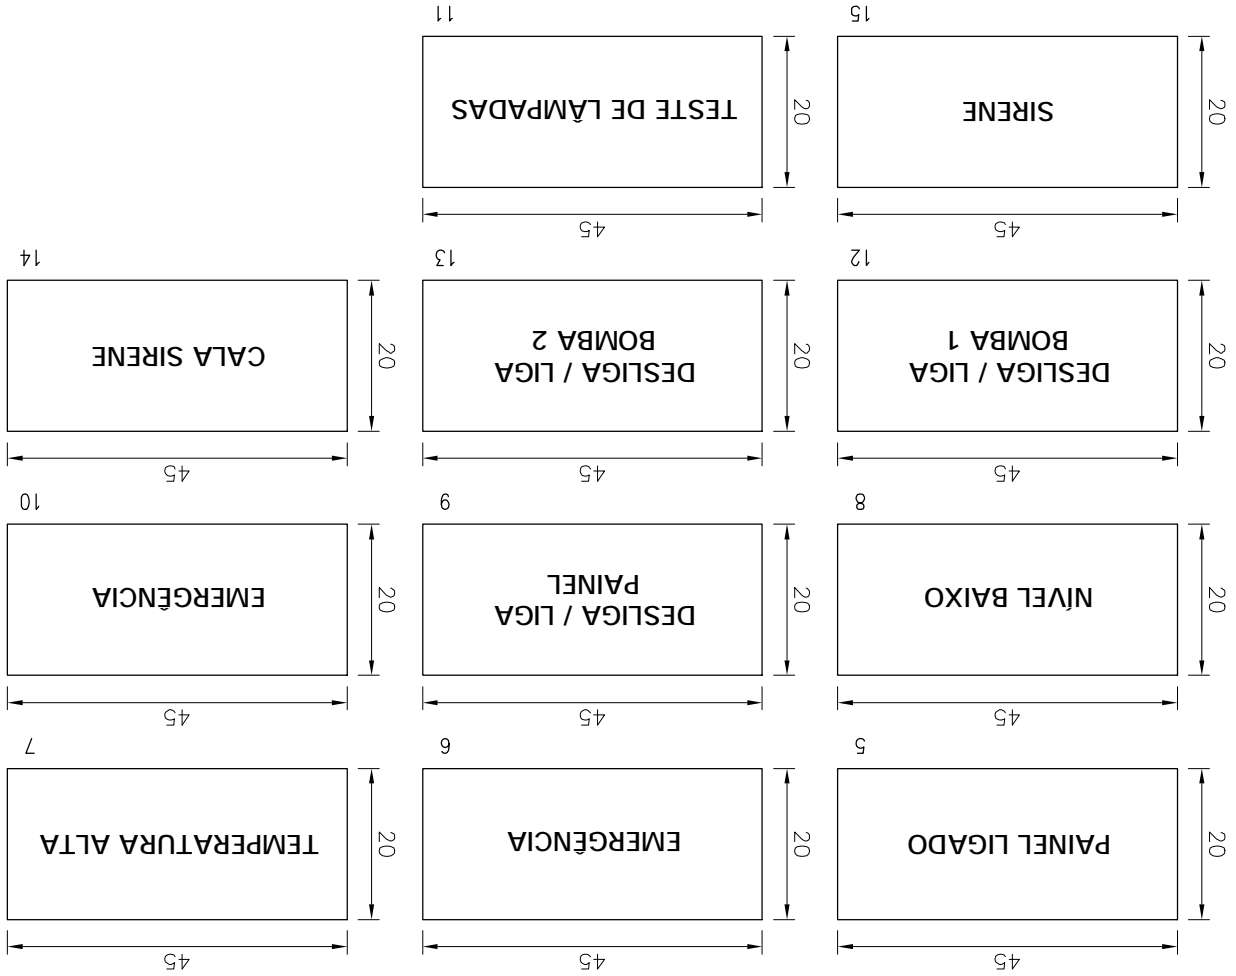 45
20
PAINEL LIGADO
5
45
20
EMERGÊNCIA
6
45
20
TEMPERATURA ALTA
7
45
20
NÍVEL BAIXO
8
45
20
DESLIGA / LIGA
PAINEL
9
45
20
EMERGÊNCIA
10
45
20
DESLIGA / LIGA
BOMBA 1
12
45
20
DESLIGA / LIGA
BOMBA 2
13
45
20
CALA SIRENE
14
45
20
SIRENE
15
45
20
TESTE DE LÂMPADAS
11